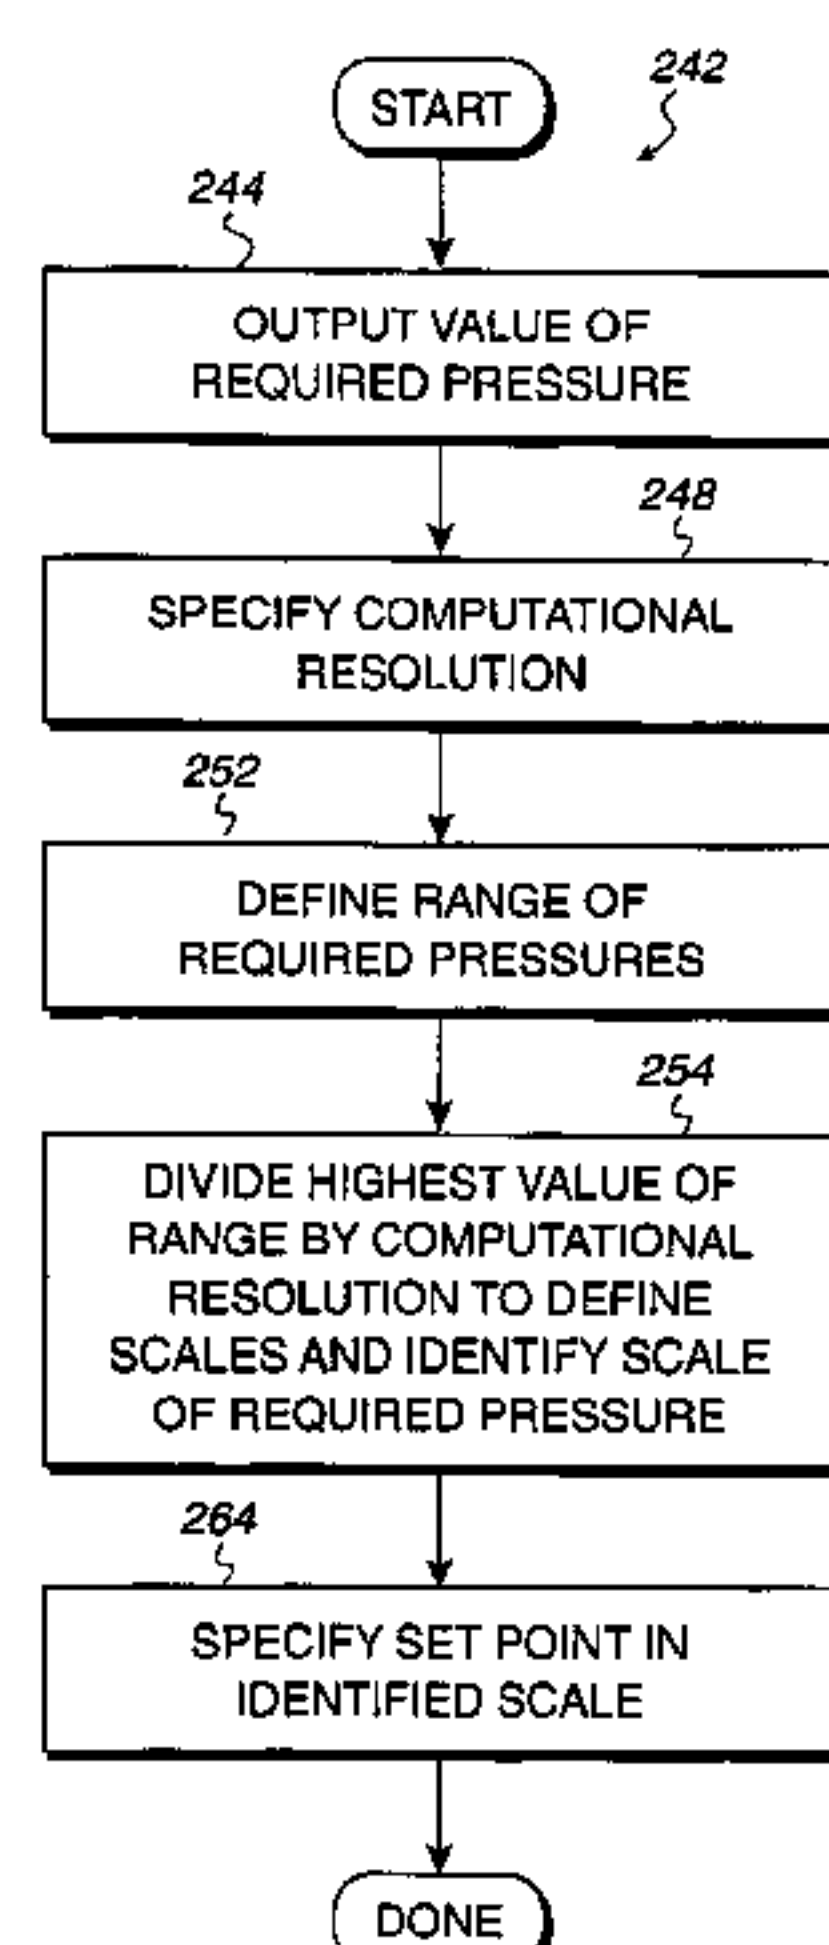 START
242
244
OUTPUT VALUE OF
REQUIRED PRESSURE
248
SPECIFY COMPUTATIONAL
RESOLUTION
252
DEFINE RANGE OF
REQUIRED PRESSURES
254
DIVIDE HIGHEST VALUE OF
RANGE BY COMPUTATIONAL
RESOLUTION TO DEFINE
SCALES AND IDENTIFY SCALE
OF REQUIRED PRESSURE
264
SPECIFY SET POINT IN
IDENTIFIED SCALE
DONE